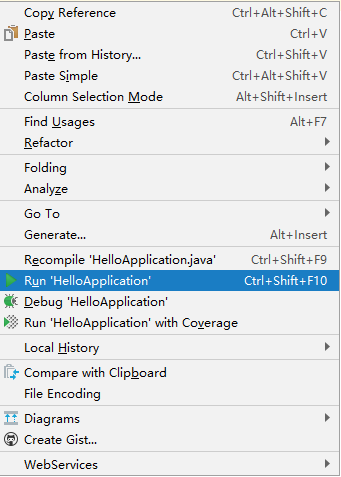 Copy Reference Ctrl+Alt+Shift+C
Paste Ctrl+V
Paste from History... Ctrl+Shift+V
Paste Simple Ctrl+Alt+Shift+V
Column Selection Mode Alt+Shift+Insert
Find Usages Alt+F7
Refactor
Folding
Analyze
Go To
Generate... Alt+Insert
Recompile 'HelloApplication.java' Ctrl+Shift+F9
Run 'HelloApplication' Ctrl+Shift+F10
Debug 'HelloApplication'
Run 'HelloApplication' with Coverage
Local History
Compare with Clipboard
File Encoding
Diagrams
Create Gist...
WebServices